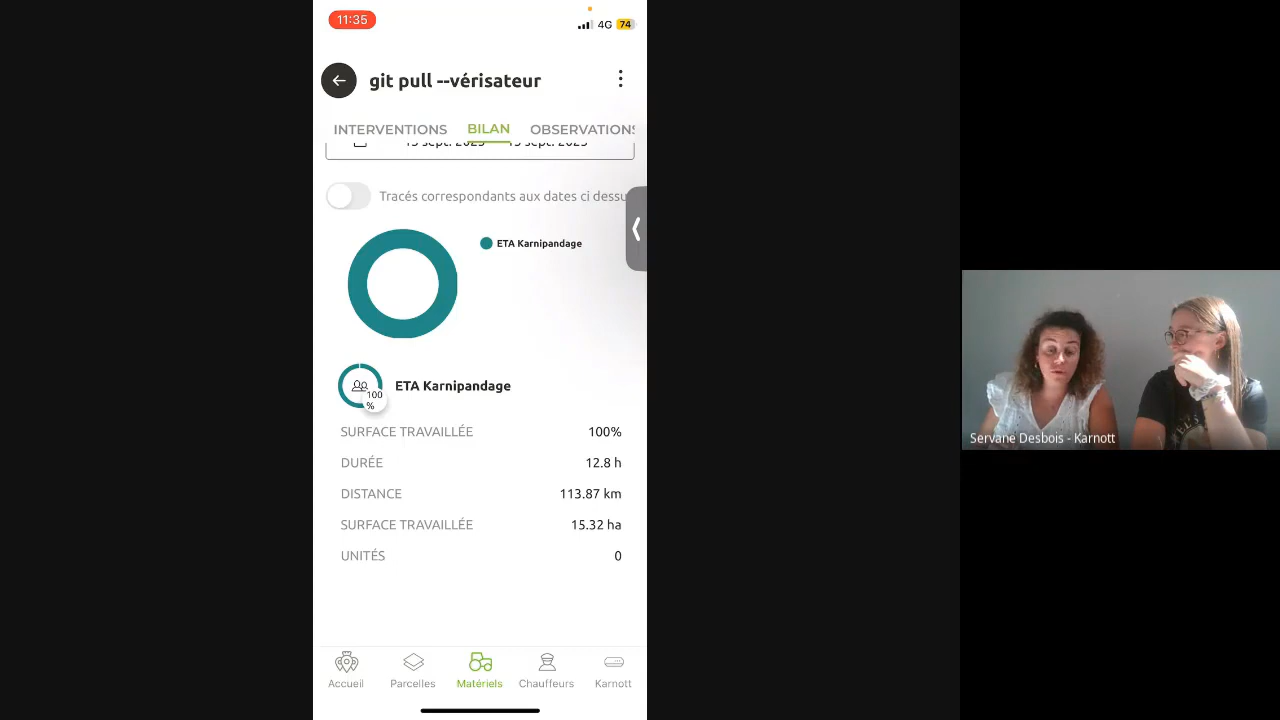 11:35
4G 74
git pull --vérisateur
INTERVENTIONS BILAN OBSERVATIONS
Tracés correspondants aux dates ci dessu
ETA Karnipandage
100
%
ETA Karnipandage
SURFACE TRAVAILLÉE 100%
DURÉE 12.8 h
DISTANCE 113.87 km
SURFACE TRAVAILLÉE 15.32 ha
UNITÉS 0
Accueil Parcelles Matériels Chauffeurs Karnott
Servane Desbois - Karnott